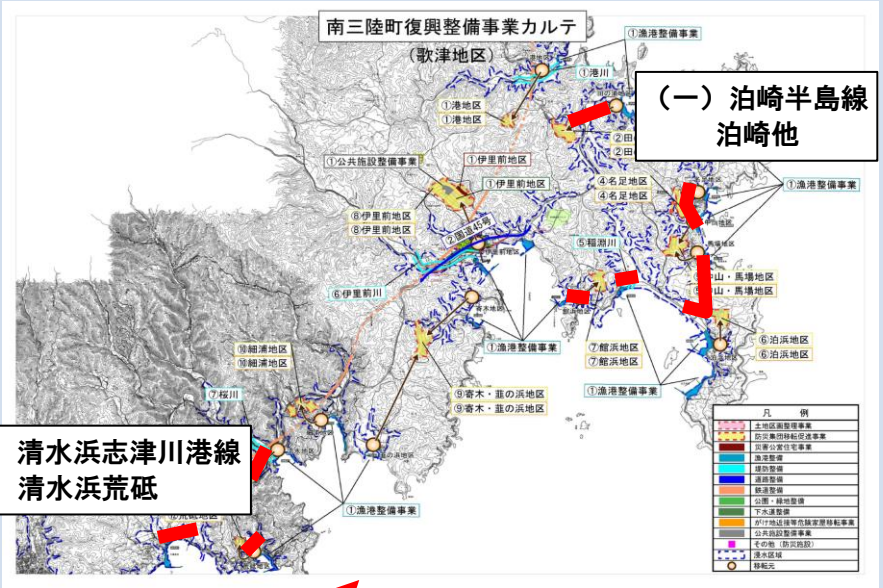 南三陸町復興整備事業カルテ
（歌津地区）
①漁港整備事業
①港川
（一）泊崎半島線
泊崎他
①港地区
①港地区
①公共施設整備事業
①伊里前地区
①伊里前地区
④名足地区
④名足地区
①漁港整備事業
⑧伊里前地区
⑧伊里前地区
②国道45号
⑤稲淵川
⑥伊里前川
山・馬場地区
山・馬場地区
寄木地区
①漁港整備事業
⑩細浦地区
⑩細浦地区
⑦館浜地区
⑦館浜地区
⑥泊浜地区
⑥泊浜地区
①漁港整備事業
⑦桜川
⑨寄木・韮の浜地区
⑨寄木・韮の浜地区
清水浜志津川港線
清水浜荒砥
①漁港整備事業
凡例
土地区画整理事業
防災集団移転促進事業
災害公営住宅事業
漁港整備
堤防整備
道路整備
鉄道整備
公園・緑地整備
下水道整備
がけ地近接等危険家屋移転事業
公共施設整備事業
その他（防災施設）
浸水区域
移転元